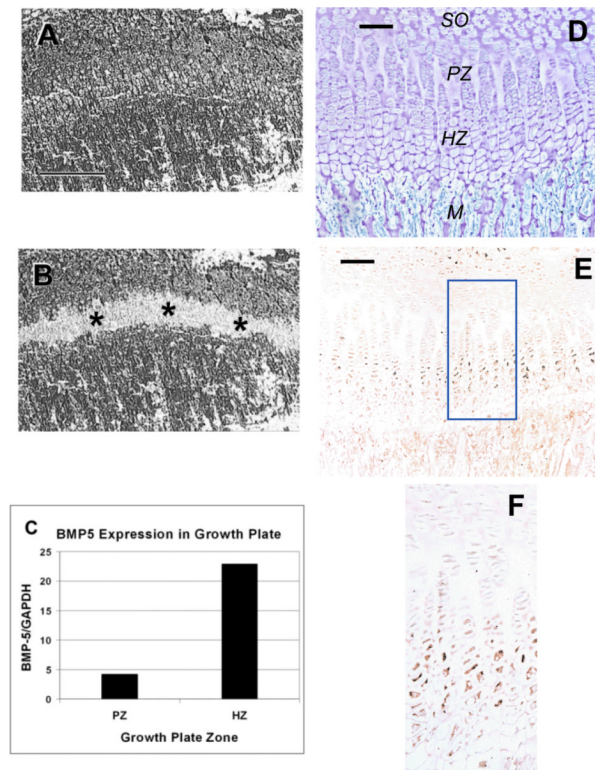 A
B
*
*
*
C
BMP5 Expression in Growth Plate
BMP-5/GAPDH
25
20
15
10
5
0
PZ
HZ
Growth Plate Zone
D
SO
PZ
HZ
M
E
F